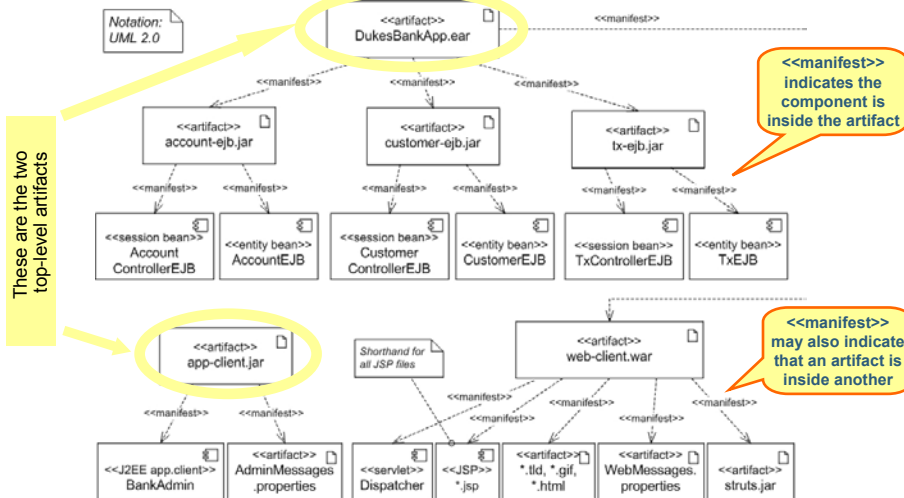 Notation:
UML 2.0
<<artifact>>
DukesBankApp.ear
<<manifest>>
<<manifest>>
<<manifest>>
<<manifest>>
<<manifest>>
indicates the
component is
inside the artifact
These are the two
top-level artifacts
<<artifact>>
account-ejb.jar
<<artifact>>
customer-ejb.jar
<<artifact>>
tx-ejb.jar
<<manifest>>
<<manifest>>
<<manifest>>
<<manifest>>
<<manifest>>
<<manifest>>
<<session bean>>
Account
ControllerEJB
<<entity bean>>
AccountEJB
<<session bean>>
Customer
ControllerEJB
<<entity bean>>
CustomerEJB
<<session bean>>
TxControllerEJB
<<entity bean>>
TxEJB
<<artifact>>
app-client.jar
Shorthand for
all JSP files
<<artifact>>
web-client.war
<<manifest>>
may also indicate
that an artifact is
inside another
<<manifest>>
<<manifest>>
<<manifest>>
<<manifest>>
<<manifest>>
<<manifest>>
<<manifest>>
<<J2EE app.client>>
BankAdmin
<<artifact>>
AdminMessages
.properties
<<servlet>>
Dispatcher
<<JSP>>
*.jsp
<<artifact>>
*.tld, *.gif,
*.html
<<artifact>>
WebMessages.
properties
<<artifact>>
struts.jar